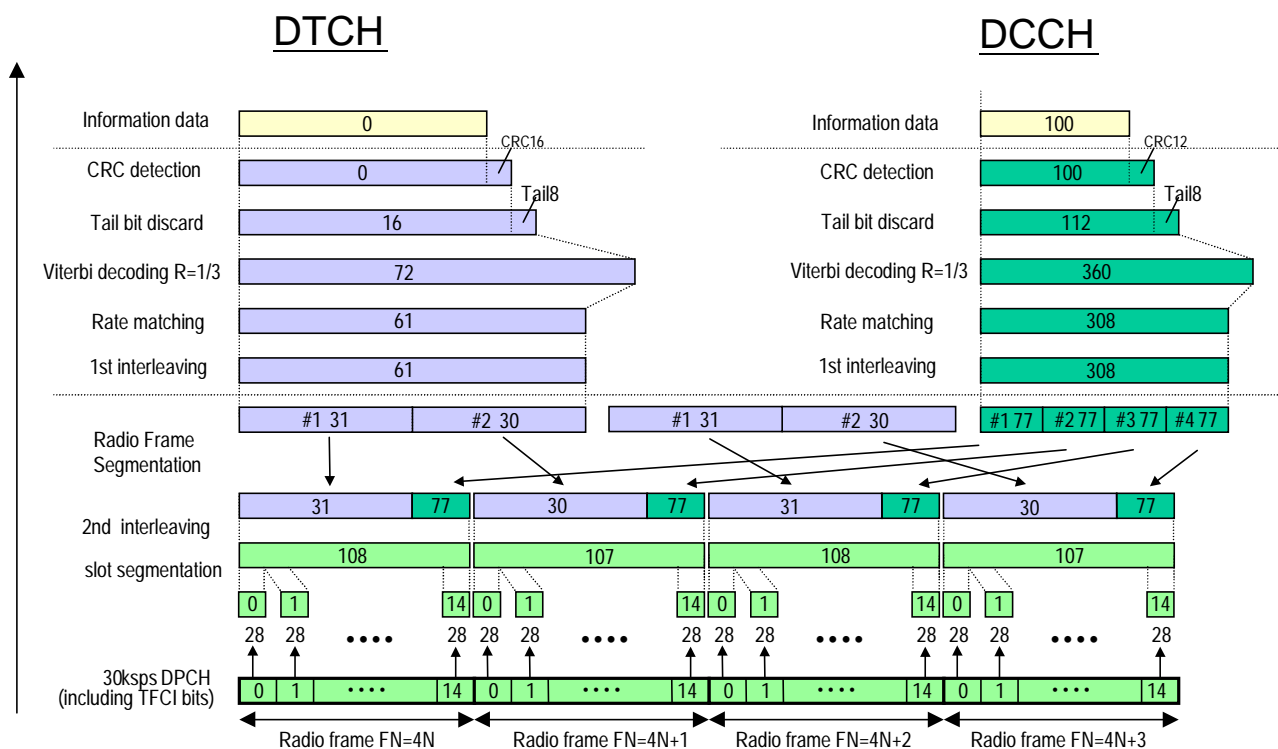 DTCH DCCH
Information data 0 Information data 100
CRC16 CRC12
CRC detection 0 CRC detection 100
Tail8 Tail8
Tail bit discard 16 Tail bit discard 112
Viterbi decoding R=1/3 72 Viterbi decoding R=1/3 360
Rate matching 61 Rate matching 308
1st interleaving 61 1st interleaving 308
#1 31 #2 30 #1 31 #2 30 #1 77 #2 77 #3 77 #4 77
Radio Frame
Segmentation
31 77 30 77 31 77 30 77
2nd interleaving
108 107 108 107
slot segmentation
0 1 14 0 1 14 0 1 14 0 1 14
28 28 •••• 28 28 28 •••• 28 28 28 •••• 28 28 28 •••• 28
30ksps DPCH
(including TFCI bits)
0 1 •••• 14 0 1 •••• 14 0 1 •••• 14 0 1 •••• 14
Radio frame FN=4N Radio frame FN=4N+1 Radio frame FN=4N+2 Radio frame FN=4N+3